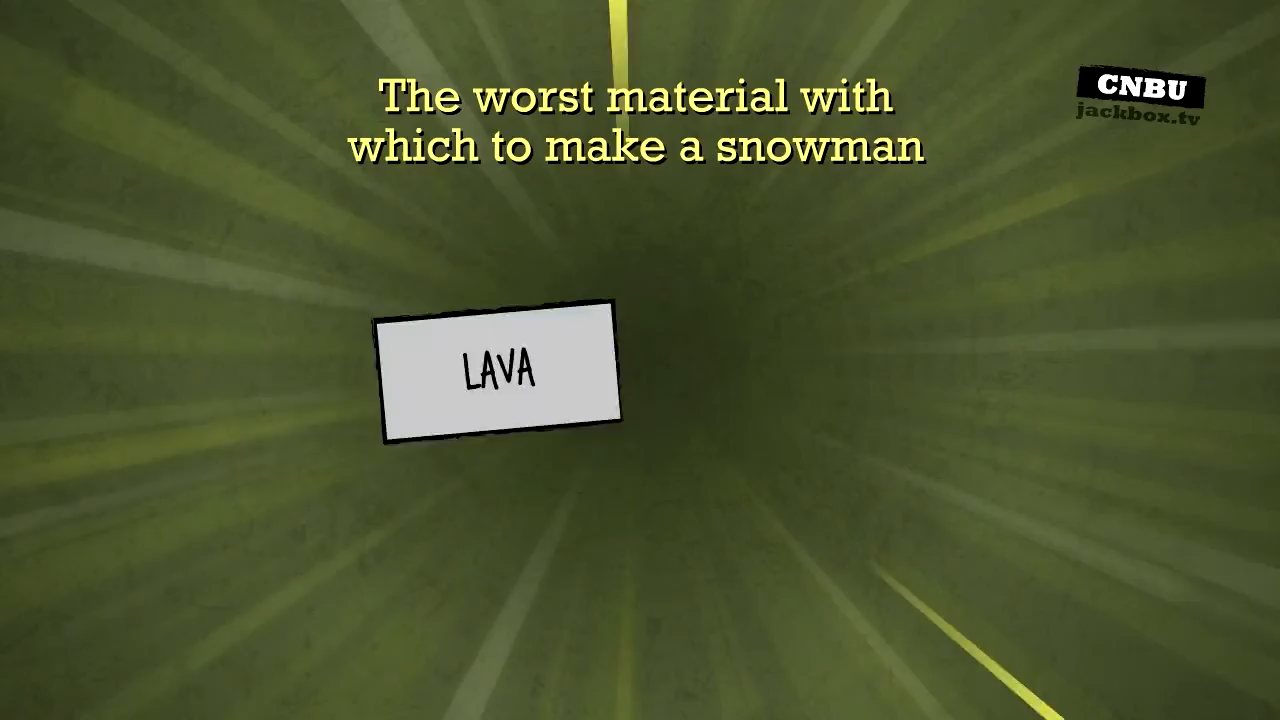 The worst material with
which to make a snowman
CNBU
jackbox.tv
LAVA